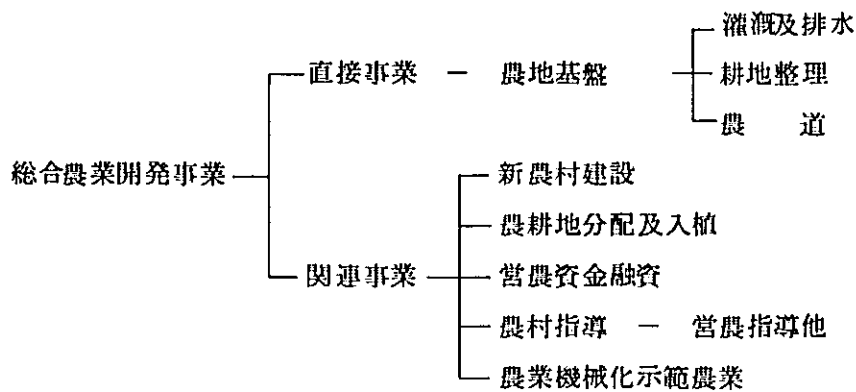 灌漑及排水
直接事業 － 農地基盤
耕地整理
農 道
総合農業開発事業
新農村建設
農耕地分配及入植
関連事業
営農資金融資
農村指導 － 営農指導他
農業機械化示範農業